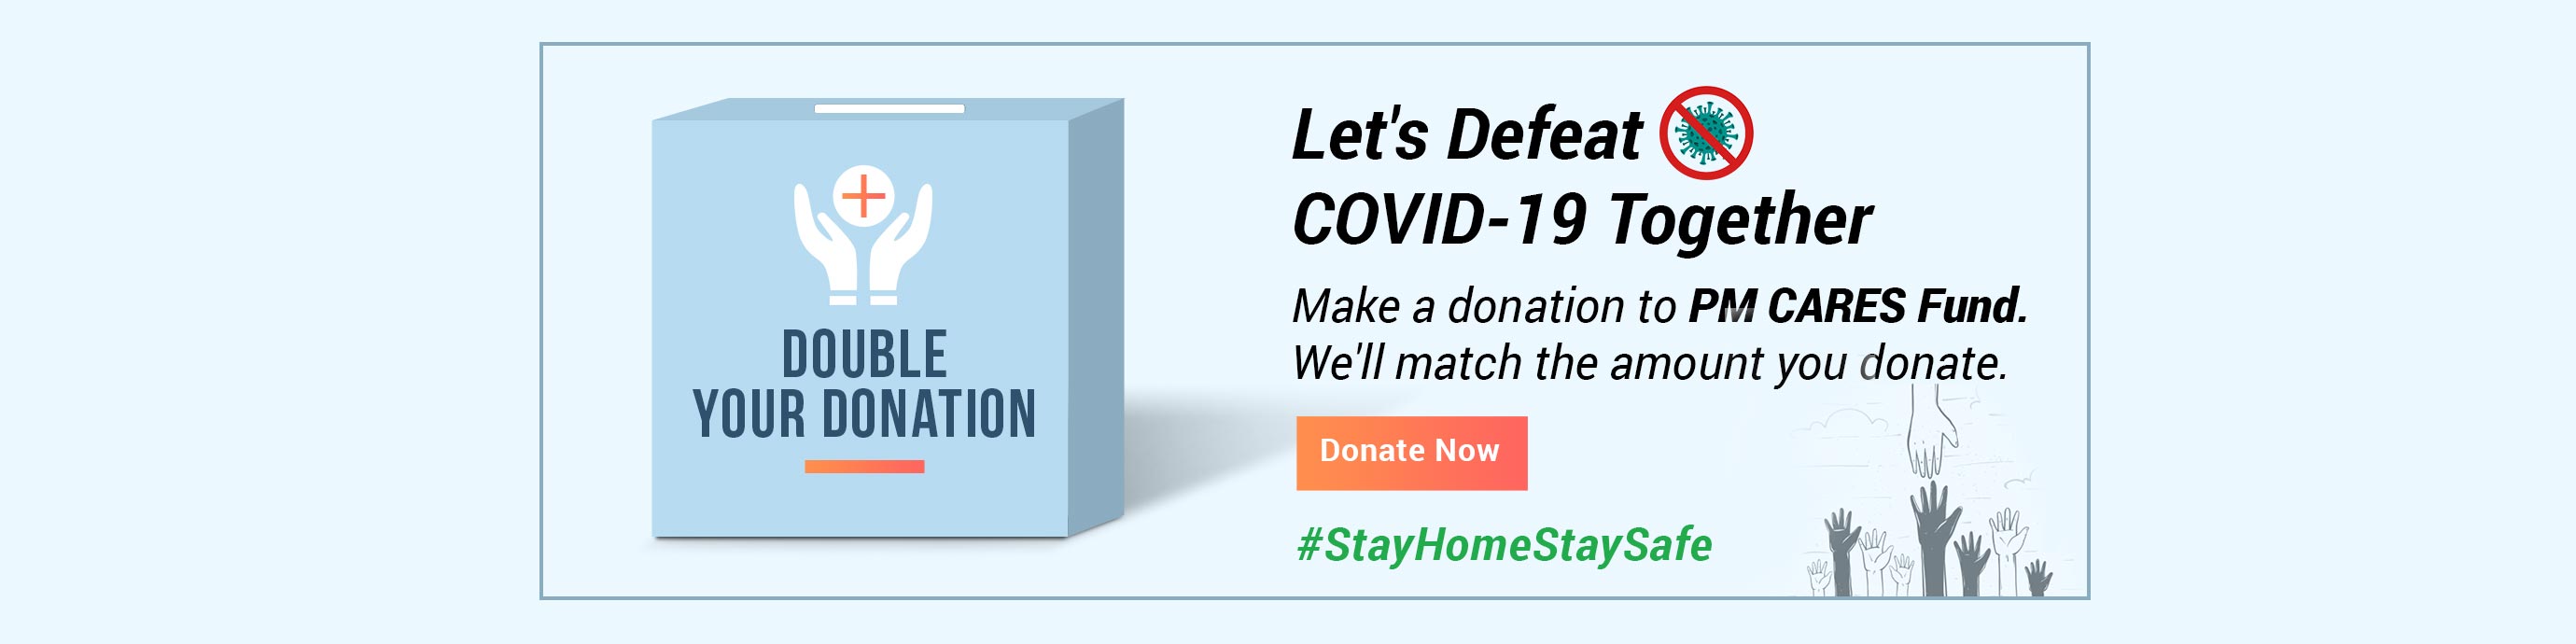 DOUBLE
YOUR DONATION
Let's Defeat
COVID-19 Together
Make a donation to PM CARES Fund.
We'll match the amount you donate.
Donate Now
#StayHomeStaySafe